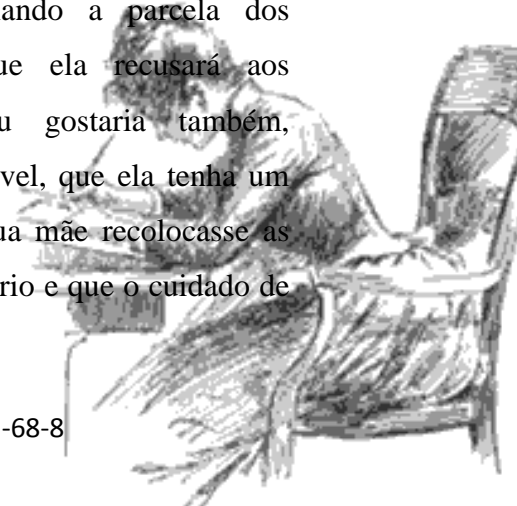 ando a parcela dos
ue ela recusará aos
u gostaria também,
vel, que ela tenha um
ua mãe recolocasse as
rio e que o cuidado de
-68-8